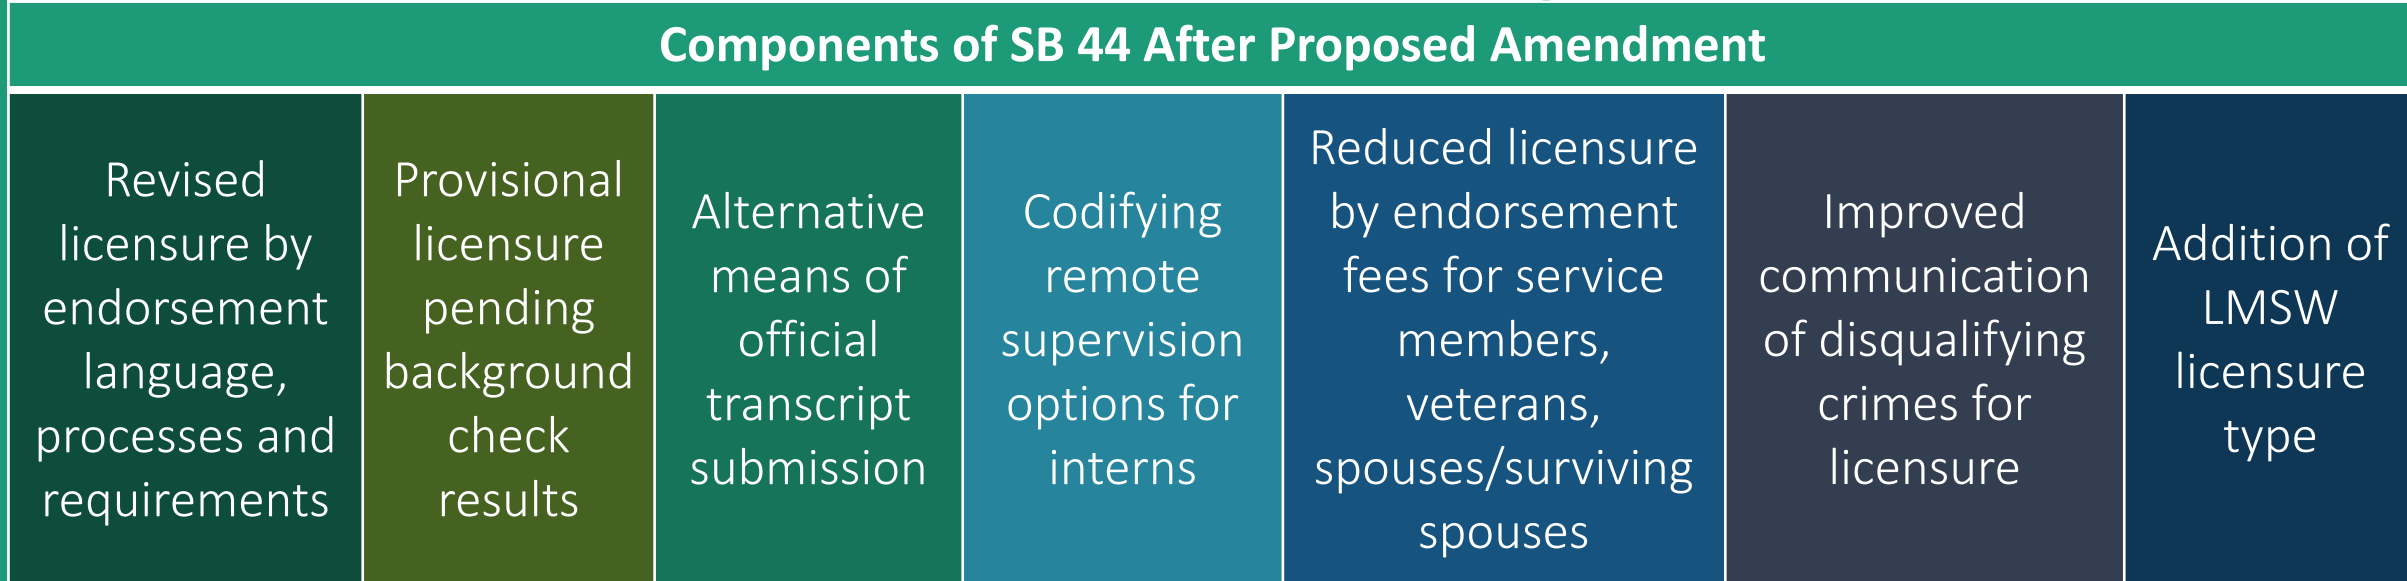 Components of SB 44 After Proposed Amendment
Revised
licensure by
endorsement
language,
processes and
requirements
Provisional
licensure
pending
background
check
results
Alternative
means of
official
transcript
submission
Codifying
remote
supervision
options for
interns
Reduced licensure
by endorsement
fees for service
members,
veterans,
spouses/surviving
spouses
Improved
communication
of disqualifying
crimes for
licensure
Addition of
LMSW
licensure
type